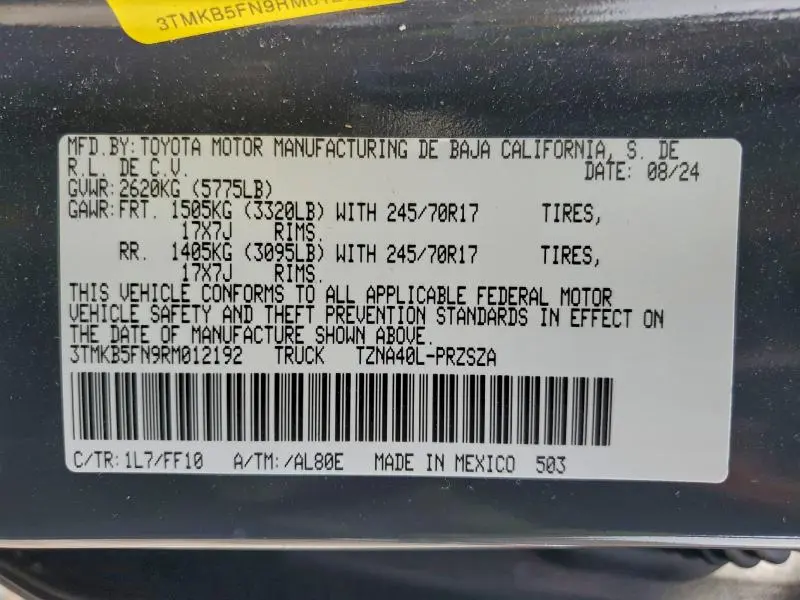 3TMKB5FN9RM012
MFD.BY: TOYOTA MOTOR MANUFACTURING DE BAJA CALIFORNIA, S. DE
R.L. DE C.V. DATE: 08/24
GVWR: 2620KG (5775LB)
GAWR: FRT. 1505KG (3320LB) WITH 245/70R17 TIRES,
17X7J RIMS.
RR. 1405KG (3095LB) WITH 245/70R17 TIRES,
17X7J RIMS.
THIS VEHICLE CONFORMS TO ALL APPLICABLE FEDERAL MOTOR
VEHICLE SAFETY AND THEFT PREVENTION STANDARDS IN EFFECT ON
THE DATE OF MANUFACTURE SHOWN ABOVE.
3TMKB5FN9RM012192 TRUCK TZNA40L-PRZSZA
C/TR: 1L7/FF10 A/TM: /AL80E MADE IN MEXICO 503